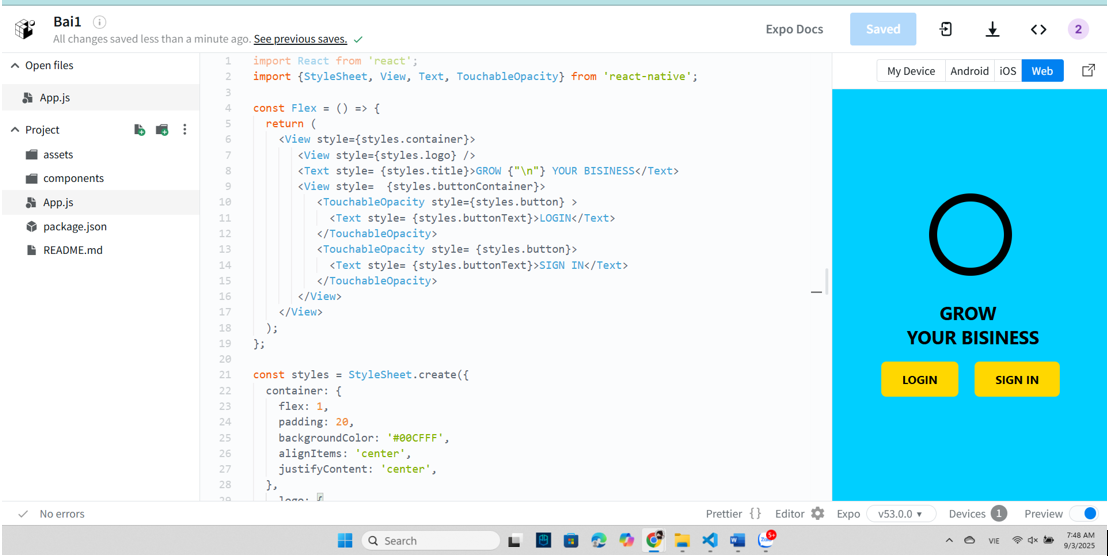 Bai1
All changes saved less than a minute ago. See previous saves.
Expo Docs
Saved
2
Open files
App.js
Project
assets
components
App.js
package.json
README.md
1 import React from 'react';
2 import {StyleSheet, View, Text, TouchableOpacity} from 'react-native';
3
4 const Flex = () => {
5 return (
6 <View style={styles.container}>
7 <View style={styles.logo} />
8 <Text style= {styles.title}>GROW {"\n"} YOUR BISINESS</Text>
9 <View style=  {styles.buttonContainer}>
10 <TouchableOpacity style={styles.button} >
11 <Text style= {styles.buttonText}>LOGIN</Text>
12 </TouchableOpacity>
13 <TouchableOpacity style= {styles.button}>
14 <Text style= {styles.buttonText}>SIGN IN</Text>
15 </TouchableOpacity>
16 </View>
17 </View>
18 );
19 };
20
21 const styles = StyleSheet.create({
22 container: {
23 flex: 1,
24 padding: 20,
25 backgroundColor: '#00CFFF',
26 alignItems: 'center',
27 justifyContent: 'center',
28 },
29 logo: {
My Device Android iOS Web
GROW
YOUR BISINESS
LOGIN SIGN IN
No errors
Prettier {} Editor Expo v53.0.0 Devices 1 Preview
Search
5+
VIE
7:48 AM
9/3/2025